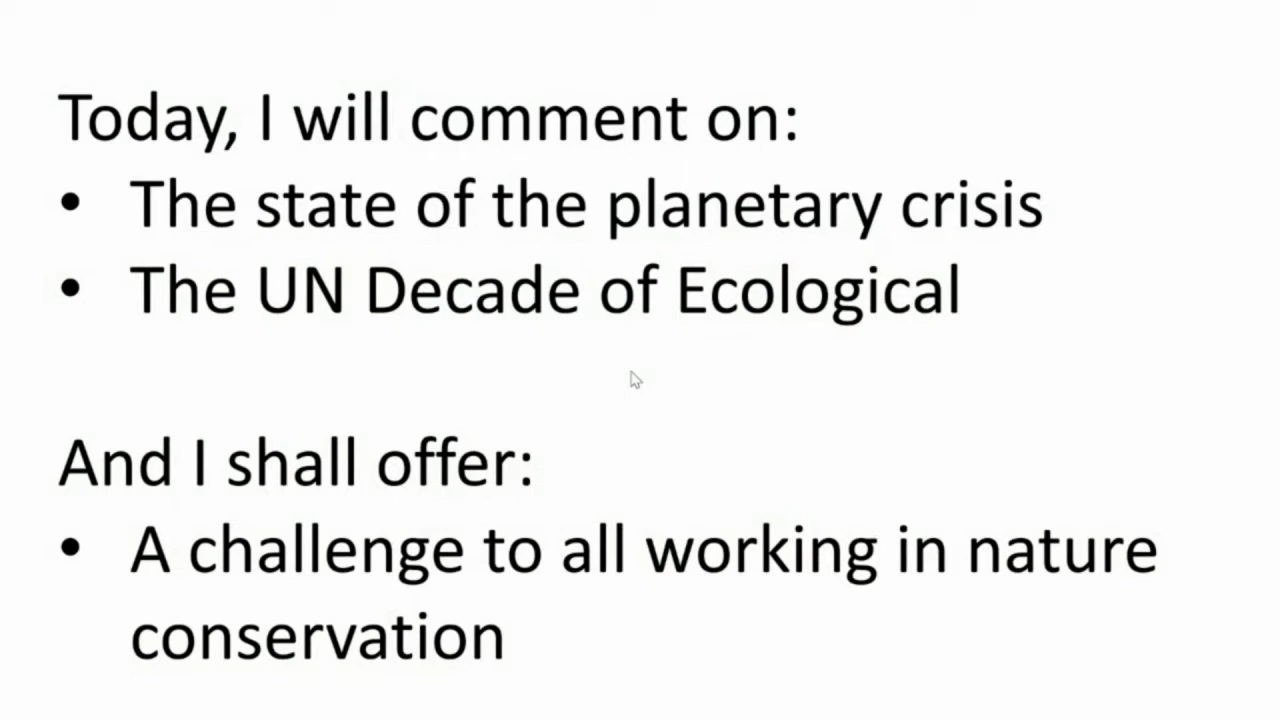 Today, I will comment on:
• The state of the planetary crisis
• The UN Decade of Ecological
And I shall offer:
• A challenge to all working in nature
conservation